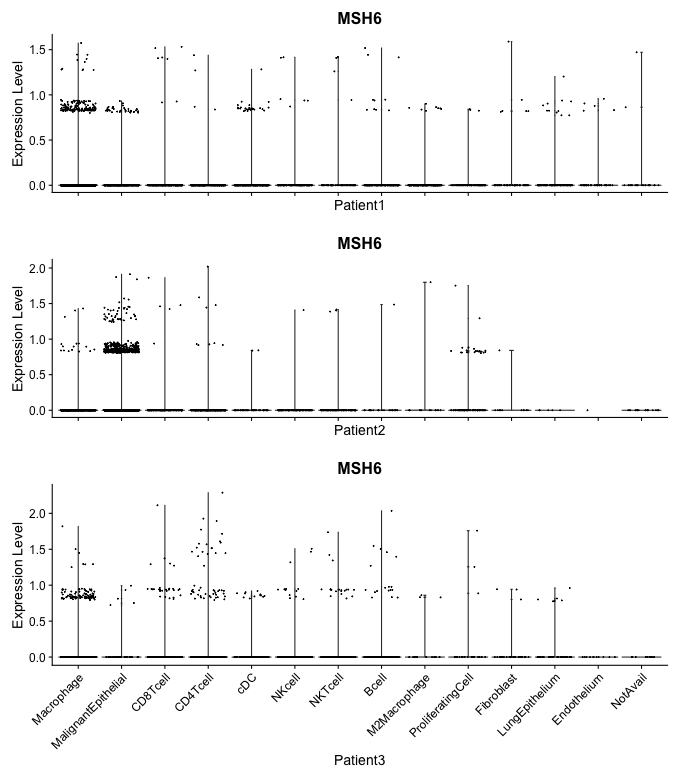 MSH6
Expression Level
1.5
1.0
0.5
0.0
Patient1
MSH6
Expression Level
2.0
1.5
1.0
0.5
0.0
Patient2
MSH6
Expression Level
2.0
1.5
1.0
0.5
0.0
Macrophage
MalignantEpithelial
CD8Tcell
CD4Tcell
cDC
NKcell
NKTcell
Bcell
M2Macrophage
ProliferatingCell
Fibroblast
LungEpithelium
Endothelium
NotAvail
Patient3